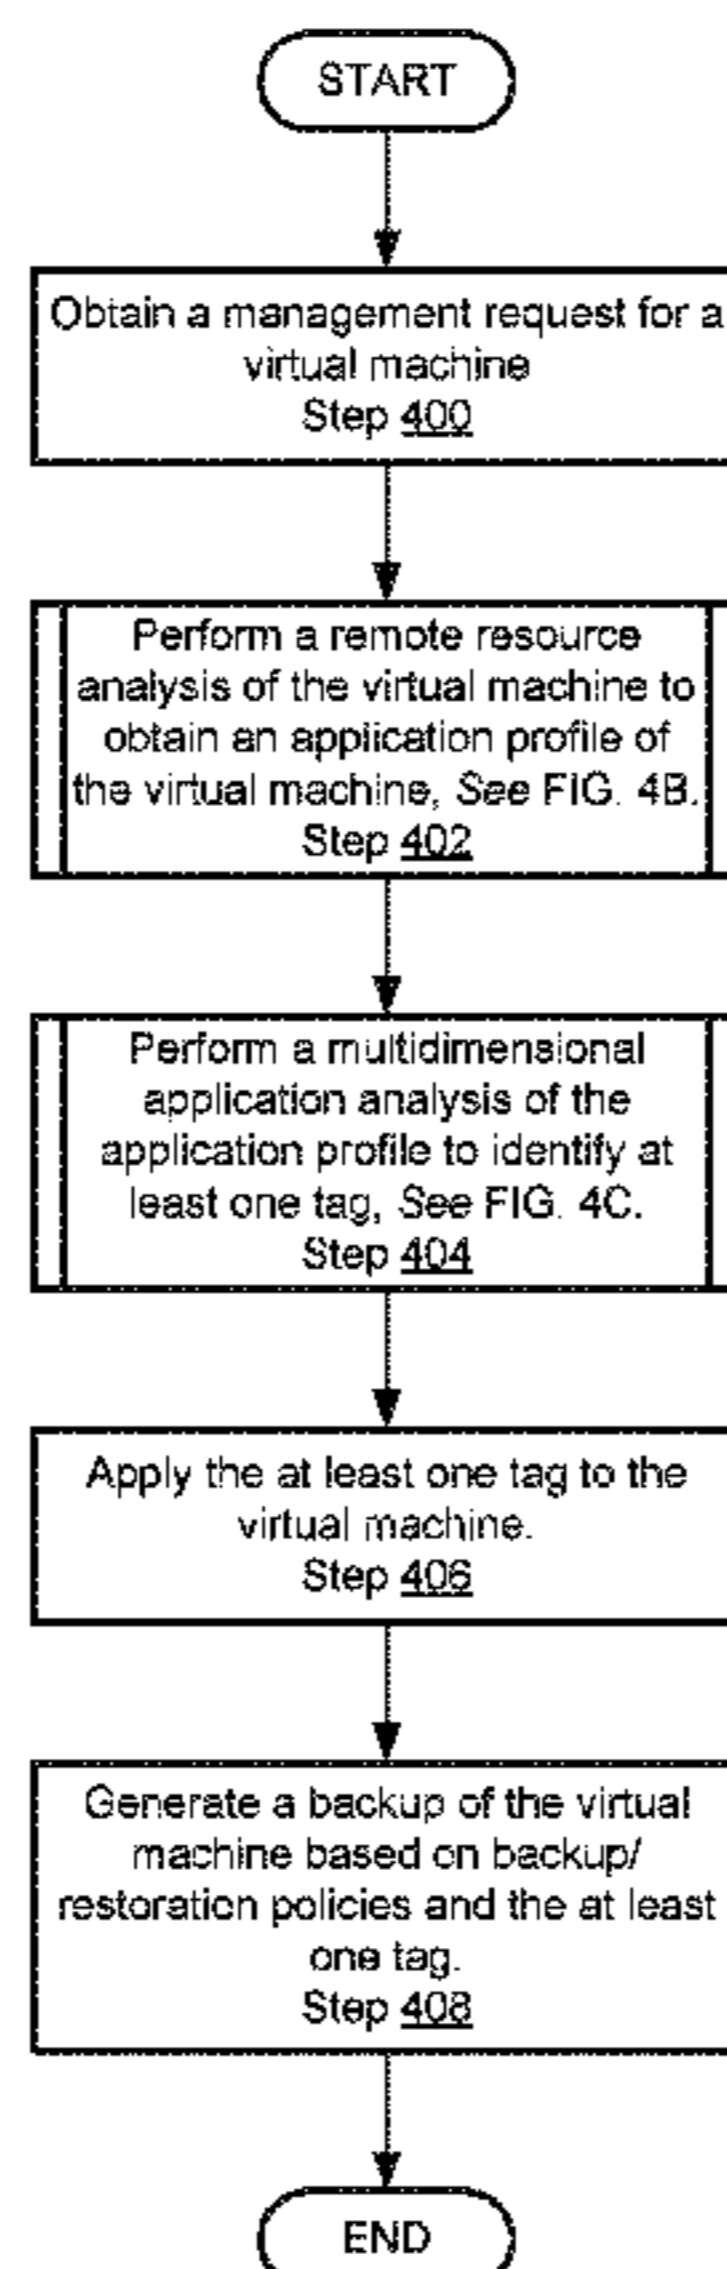 START
Obtain a management request for a
virtual machine
Step 400
Perform a remote resource
analysis of the virtual machine to
obtain an application profile of
the virtual machine, See FIG. 4B.
Step 402
Perform a multidimensional
application analysis of the
application profile to identify at
least one tag, See FIG. 4C.
Step 404
Apply the at least one tag to the
virtual machine.
Step 406
Generate a backup of the virtual
machine based on backup/
restoration policies and the at least
one tag.
Step 408
END